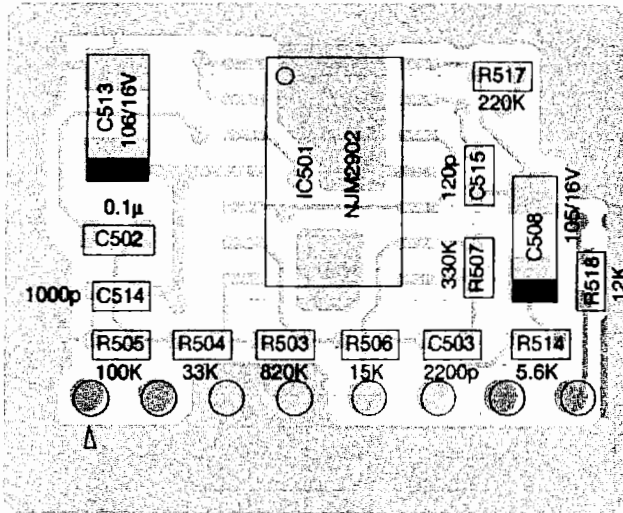 C513
106/16V
IC501
NJM2902
R517
220K
120p
C515
C508
105/16V
0.1µ
C502
330K
R507
R518
12K
1000p
C514
R505
R504
R503
R506
C503
R514
100K
33K
820K
15K
2200p
5.6K